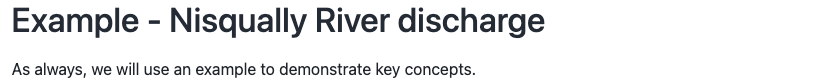 Example - Nisqually River discharge
As always, we will use an example to demonstrate key concepts.